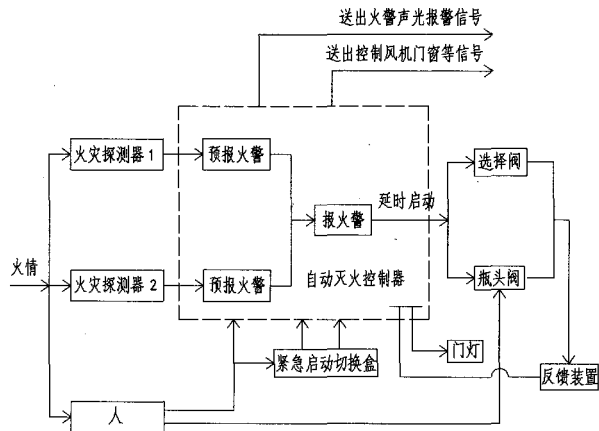 送出火警声光报警信号
送出控制风机门窗等信号
火灾探测器1
预报火警
选择阀
延时启动
报火警
火情
火灾探测器2
预报火警
自动灭火控制器
瓶头阀
门灯
紧急启动切换盒
反馈装置
人